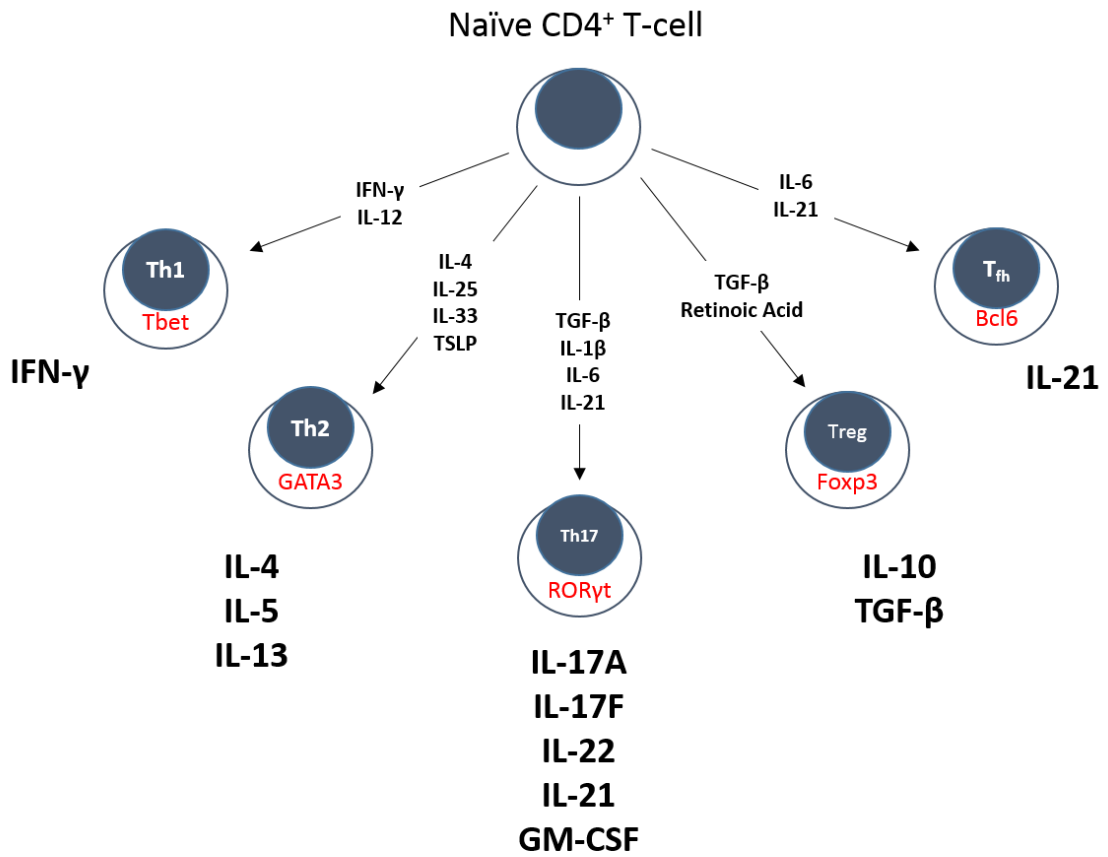 Naïve CD4⁺ T-cell
IFN-γ
IL-12
IL-6
IL-21
IL-4
IL-25
IL-33
TSLP
TGF-β
IL-1β
IL-6
IL-21
TGF-β
Retinoic Acid
Th1
Tbet
IFN-γ
Th2
GATA3
IL-4
IL-5
IL-13
Th17
RORγt
IL-17A
IL-17F
IL-22
IL-21
GM-CSF
Treg
Foxp3
IL-10
TGF-β
Tfh
Bcl6
IL-21